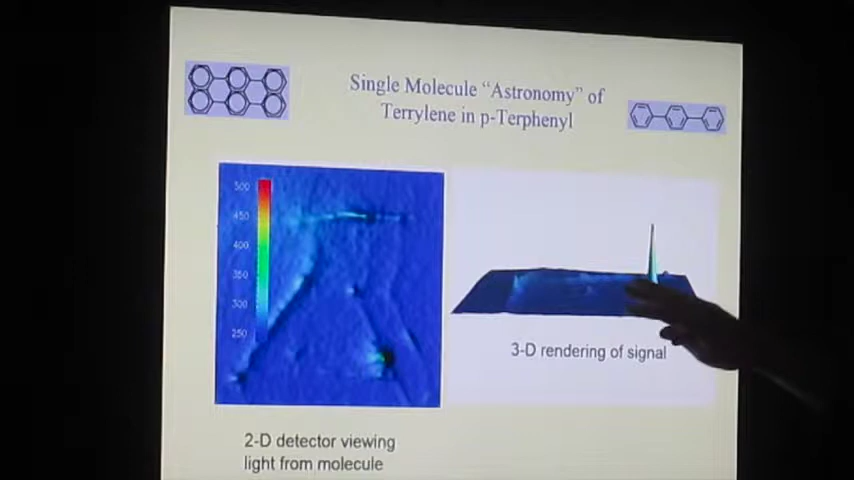 Single Molecule “Astronomy” of
Terrylene in p-Terphenyl
500
450
400
350
300
250
3-D rendering of signal
2-D detector viewing
light from molecule